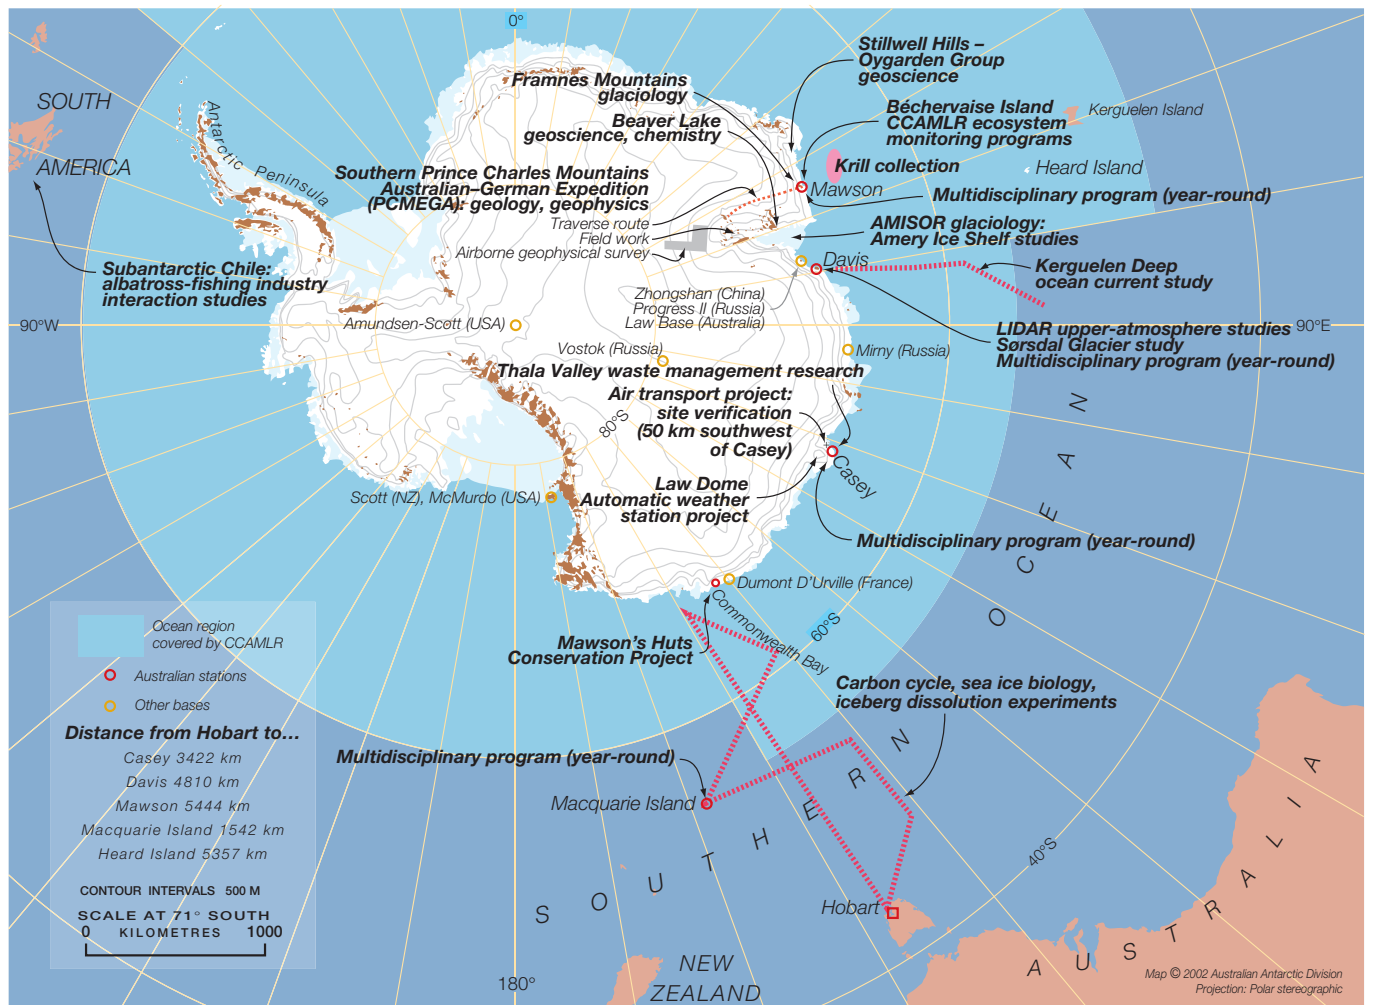 0°
Stillwell Hills –
Oygarden Group
geoscience
Framnes Mountains
glaciology
Béchervaise Island
CCAMLR ecosystem
monitoring programs
Kerguelen Island
SOUTH
AMERICA
Antarctic Peninsula
Beaver Lake
geoscience, chemistry
Krill collection
Heard Island
Southern Prince Charles Mountains
Australian–German Expedition
(PCMEGA): geology, geophysics
Mawson
Multidisciplinary program (year-round)
Traverse route
Field work
Airborne geophysical survey
AMISOR glaciology:
Amery Ice Shelf studies
Davis
Kerguelen Deep
ocean current study
Subantarctic Chile:
albatross-fishing industry
interaction studies
Zhongshan (China)
Progress II (Russia)
Law Base (Australia)
90°W
Amundsen-Scott (USA)
90°E
LIDAR upper-atmosphere studies
Sørsdal Glacier study
Multidisciplinary program (year-round)
Vostok (Russia)
Mirny (Russia)
Thala Valley waste management research
Air transport project:
site verification
(50 km southwest
of Casey)
80°S
Casey
Law Dome
Automatic weather
station project
Scott (NZ), McMurdo (USA)
Multidisciplinary program (year-round)
Dumont D'Urville (France)
Commonwealth Bay
60°S
Mawson's Huts
Conservation Project
Carbon cycle, sea ice biology,
iceberg dissolution experiments
Multidisciplinary program (year-round)
Macquarie Island
SOUTHERN OCEAN
40°S
Hobart
AUSTRALIA
NEW
ZEALAND
180°
Ocean region
covered by CCAMLR
Australian stations
Other bases
Distance from Hobart to...
Casey 3422 km
Davis 4810 km
Mawson 5444 km
Macquarie Island 1542 km
Heard Island 5357 km
CONTOUR INTERVALS 500 M
SCALE AT 71° SOUTH
0 KILOMETRES 1000
Map © 2002 Australian Antarctic Division
Projection: Polar stereographic